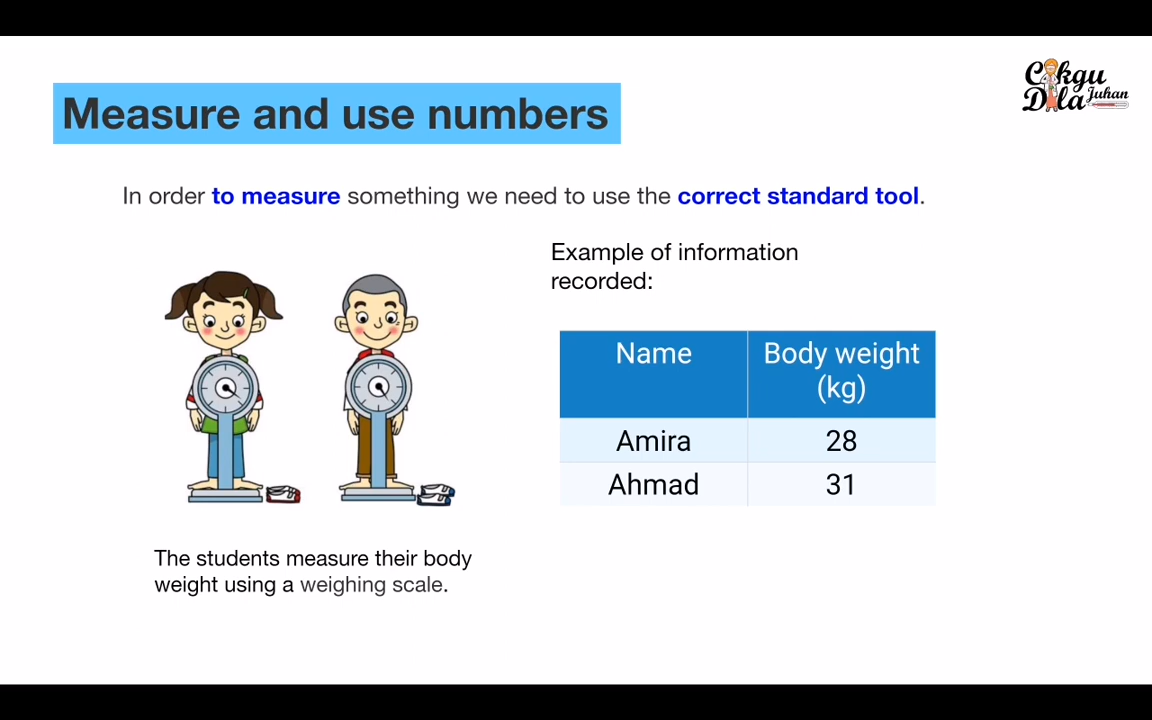 Cikgu
Dila Juhan
Measure and use numbers
In order to measure something we need to use the correct standard tool.
Example of information
recorded:
Name Body weight
(kg)
Amira 28
Ahmad 31
The students measure their body
weight using a weighing scale.